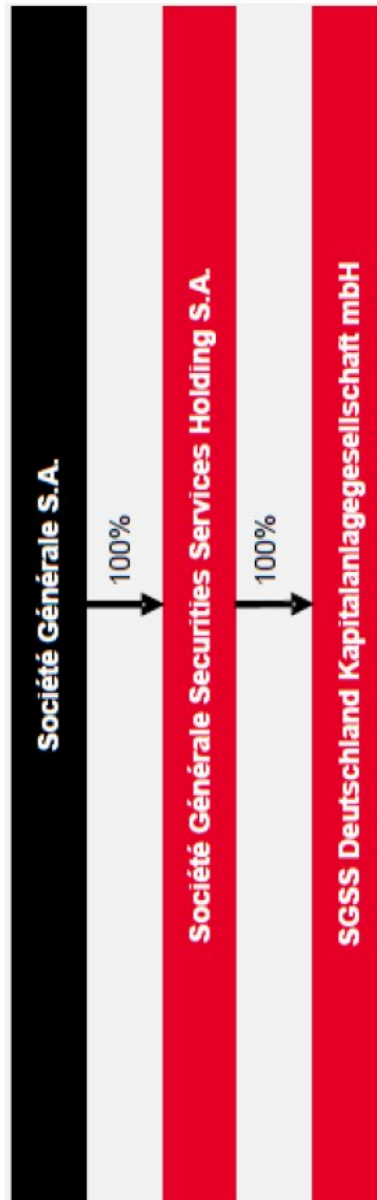 Société Générale S.A.
100%
Société Générale Securities Services Holding S.A.
100%
SGSS Deutschland Kapitalanlagegesellschaft mbH